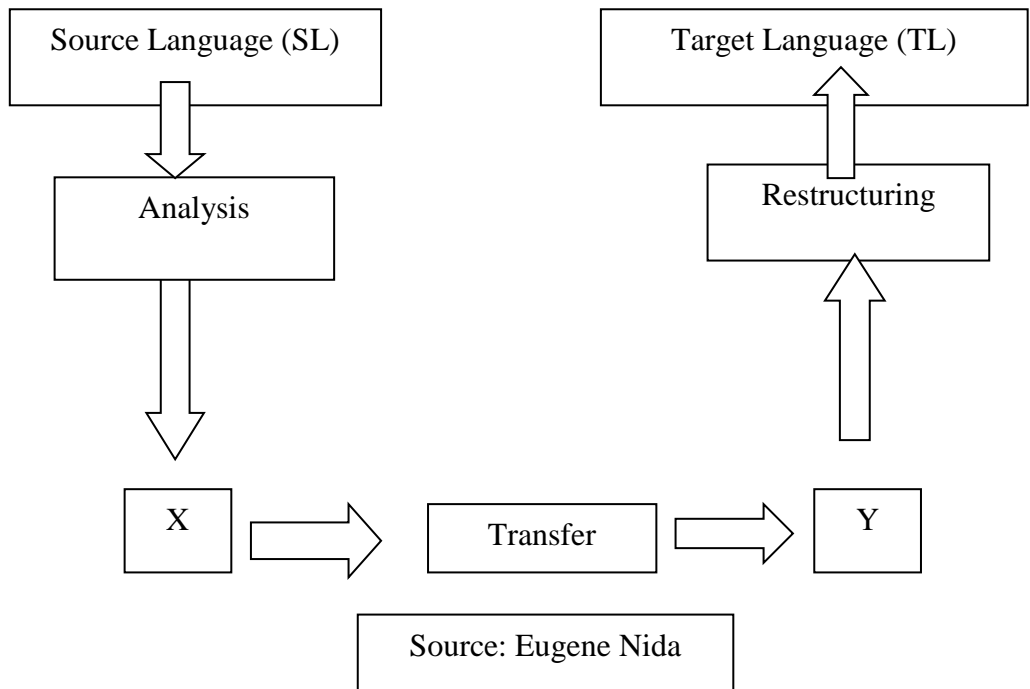 Source Language (SL)
Target Language (TL)
Analysis
Restructuring
X
Transfer
Y
Source: Eugene Nida